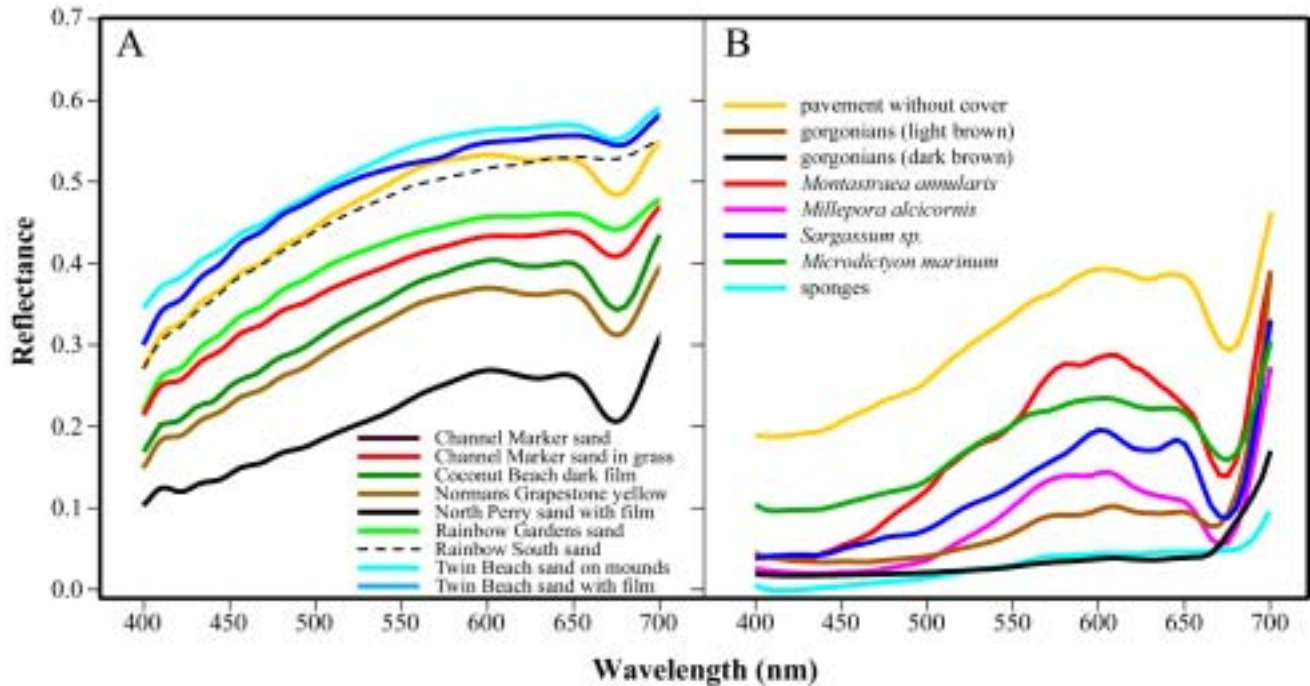 A
B
0.7
0.6
0.5
0.4
0.3
0.2
0.1
0.0
Reflectance
Channel Marker sand
Channel Marker sand in grass
Coconut Beach dark film
Normans Grapestone yellow
North Perry sand with film
Rainbow Gardens sand
Rainbow South sand
Twin Beach sand on mounds
Twin Beach sand with film
pavement without cover
gorgonians (light brown)
gorgonians (dark brown)
Montastraea annularis
Millepora alcicornis
Sargassum sp.
Microdictyon marinum
sponges
400 450 500 550 600 650 700
400 450 500 550 600 650 700
Wavelength (nm)